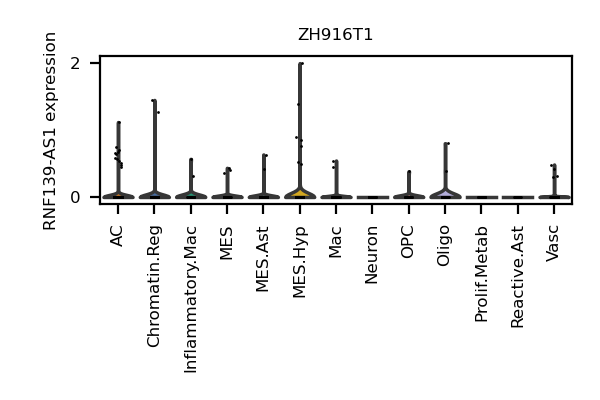 ZH916T1
RNF139-AS1 expression
2
0
AC
Chromatin.Reg
Inflammatory.Mac
MES
MES.Ast
MES.Hyp
Mac
Neuron
OPC
Oligo
Prolif.Metab
Reactive.Ast
Vasc